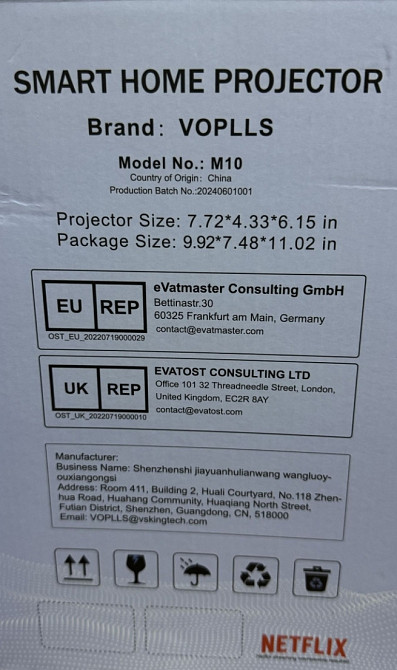 SMART HOME PROJECTOR
Brand: VOPLLS
Model No.: M10
Country of Origin: China
Production Batch No.:20240601001
Projector Size: 7.72*4.33*6.15 in
Package Size: 9.92*7.48*11.02 in
EU REP
OST_EU_20220719000029
eVatmaster Consulting GmbH
Bettinastr.30
60325 Frankfurt am Main, Germany
contact@evatmaster.com
UK REP
OST_UK_20220719000010
EVATOST CONSULTING LTD
Office 101 32 Threadneedle Street, London,
United Kingdom, EC2R 8AY
contact@evatost.com
Manufacturer:
Business Name: Shenzhenshi jiayuanhulianwang wangluoy-
ouxiangongsi
Address: Room 411, Building 2, Huali Courtyard, No.118 Zhen-
hua Road, Huahang Community, Huaqiang North Street,
Futian District, Shenzhen, Guangdong, CN, 518000
Email: VOPLLS@vskingtech.com
NETFLIX